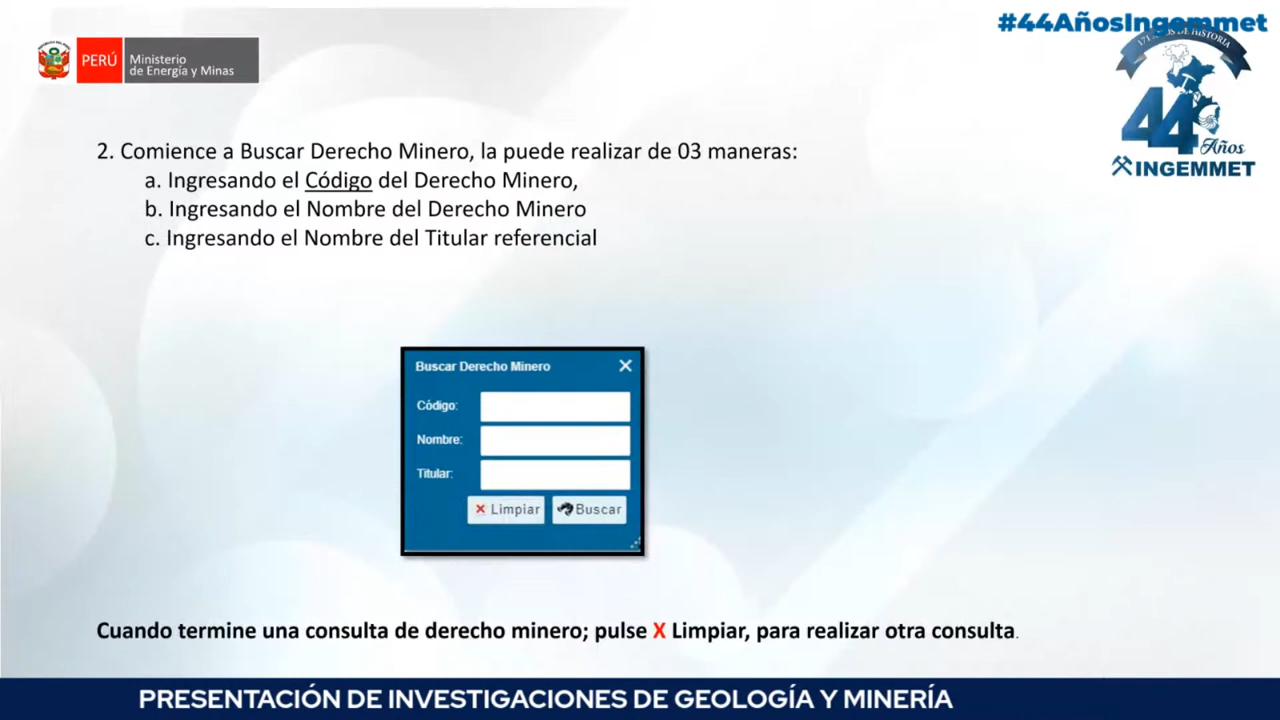 #44AñosIngemmet
PERÚ
Ministerio
de Energía y Minas
44
Años
INGEMMET
2. Comience a Buscar Derecho Minero, la puede realizar de 03 maneras:
a. Ingresando el Código del Derecho Minero,
b. Ingresando el Nombre del Derecho Minero
c. Ingresando el Nombre del Titular referencial
Buscar Derecho Minero
Código:
Nombre:
Titular:
Limpiar
Buscar
Cuando termine una consulta de derecho minero; pulse X Limpiar, para realizar otra consulta.
PRESENTACIÓN DE INVESTIGACIONES DE GEOLOGÍA Y MINERÍA